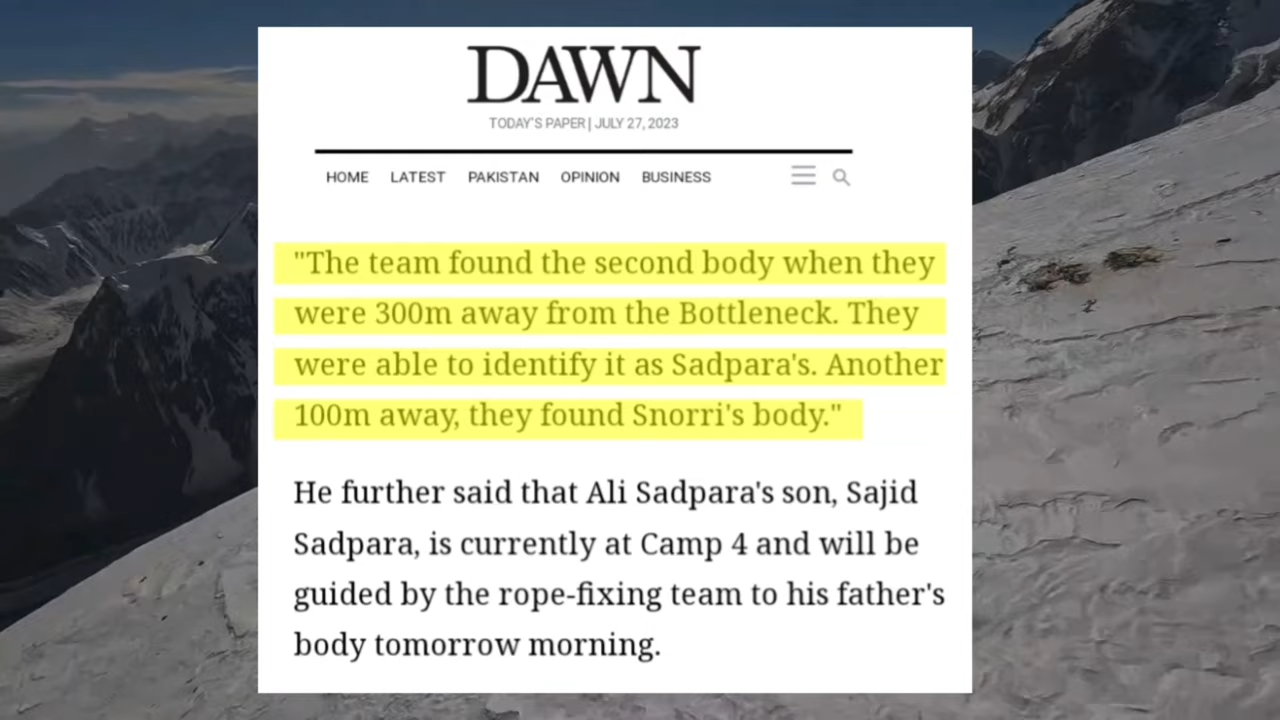 DAWN
TODAY'S PAPER | JULY 27, 2023
HOME LATEST PAKISTAN OPINION BUSINESS
"The team found the second body when they
were 300m away from the Bottleneck. They
were able to identify it as Sadpara's. Another
100m away, they found Snorri's body."
He further said that Ali Sadpara's son, Sajid
Sadpara, is currently at Camp 4 and will be
guided by the rope-fixing team to his father's
body tomorrow morning.